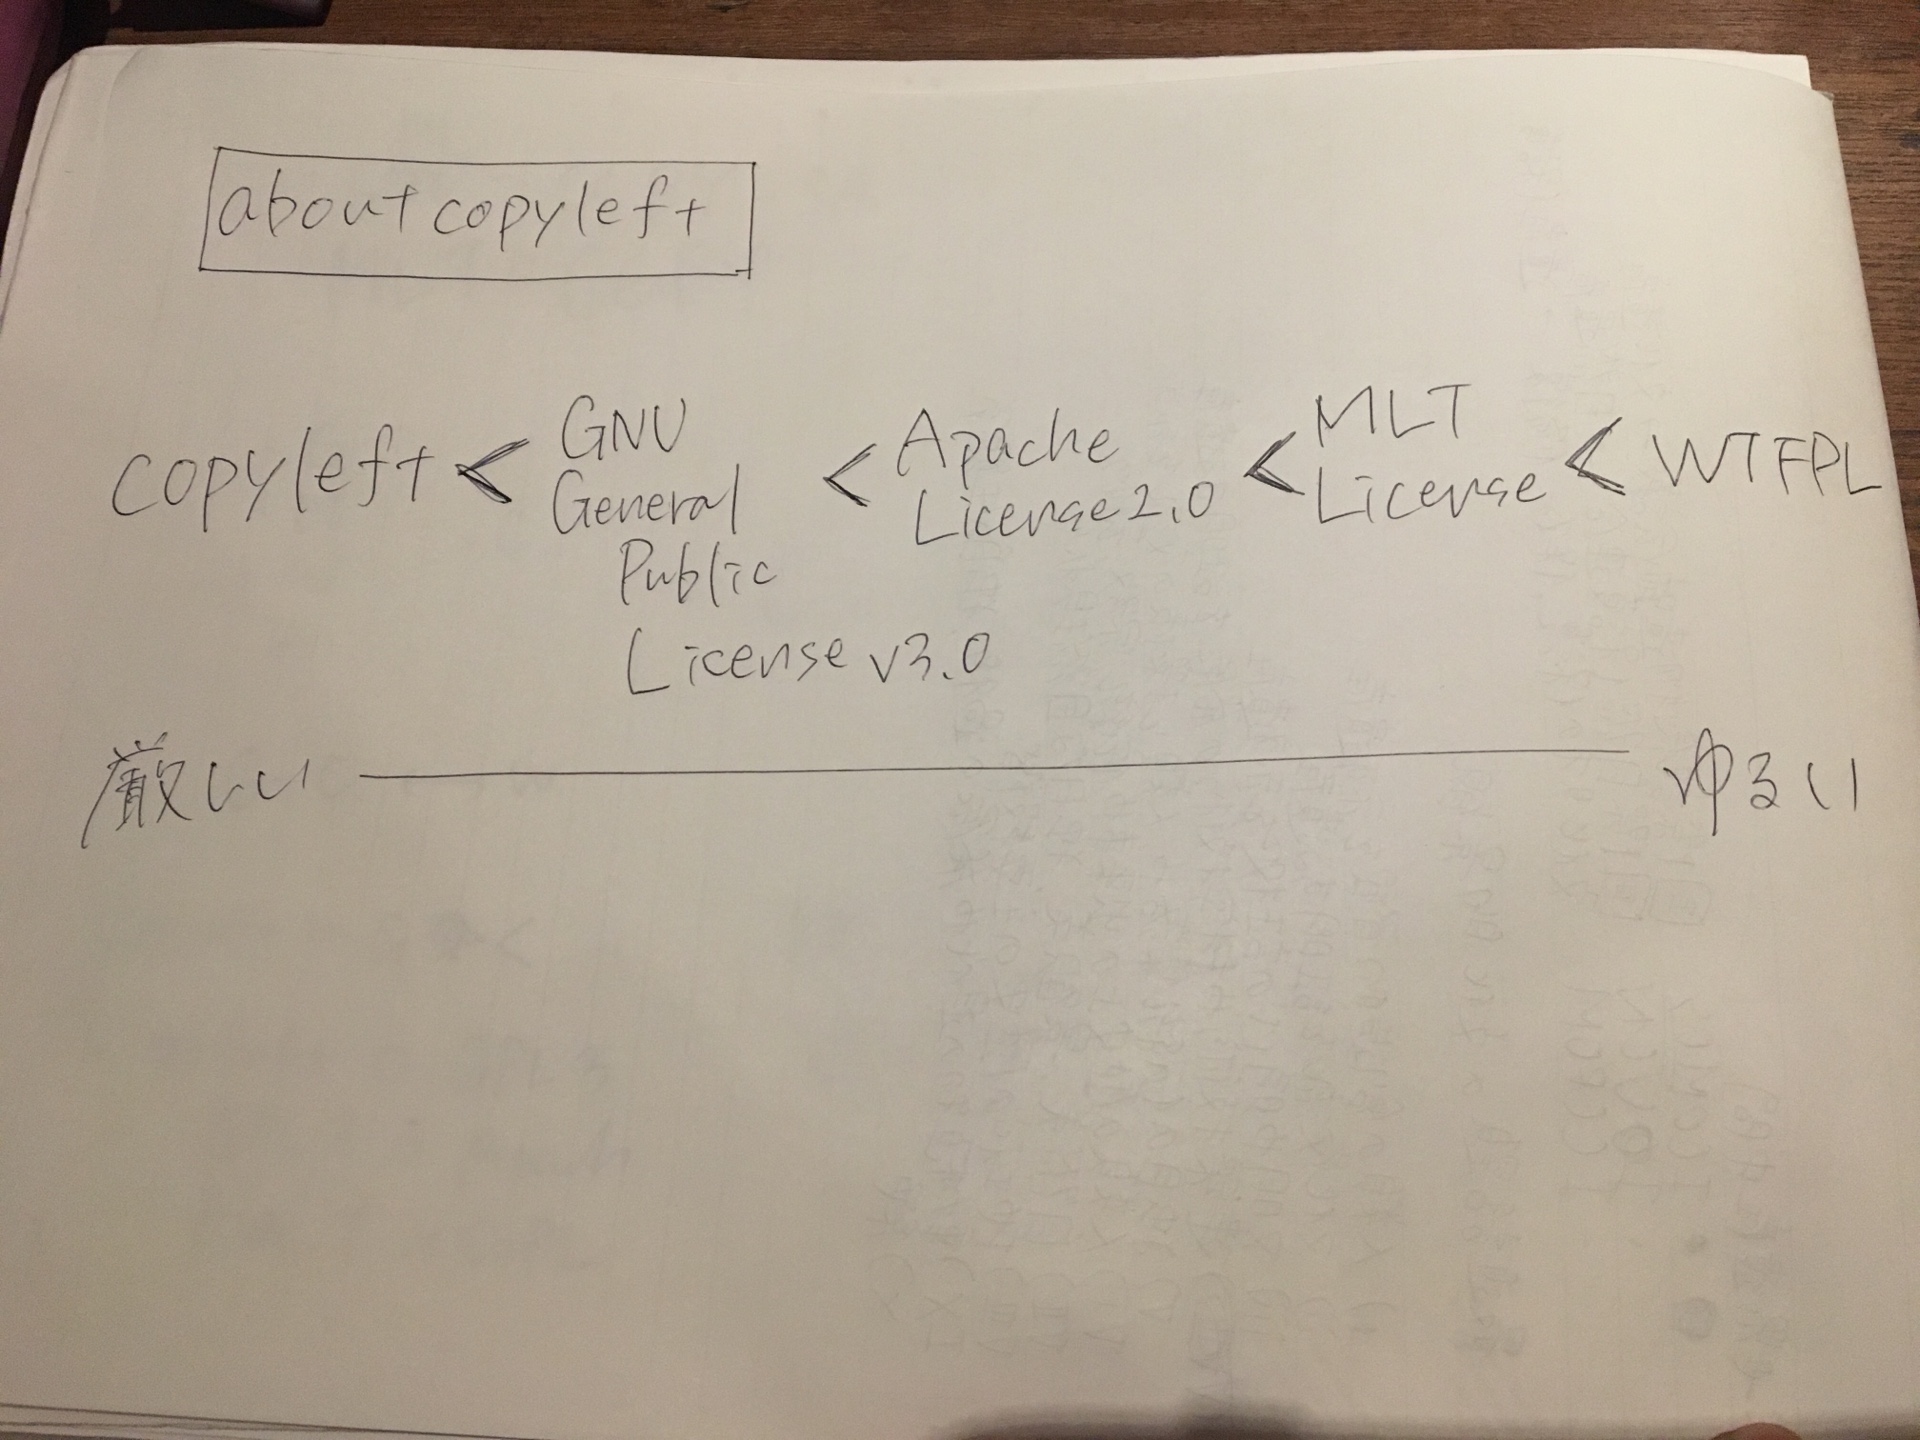 about copyleft
copyleft < GNU General Public License v3.0 < Apache License 2.0 < MLT License < WTFPL
厳しい ゆるい